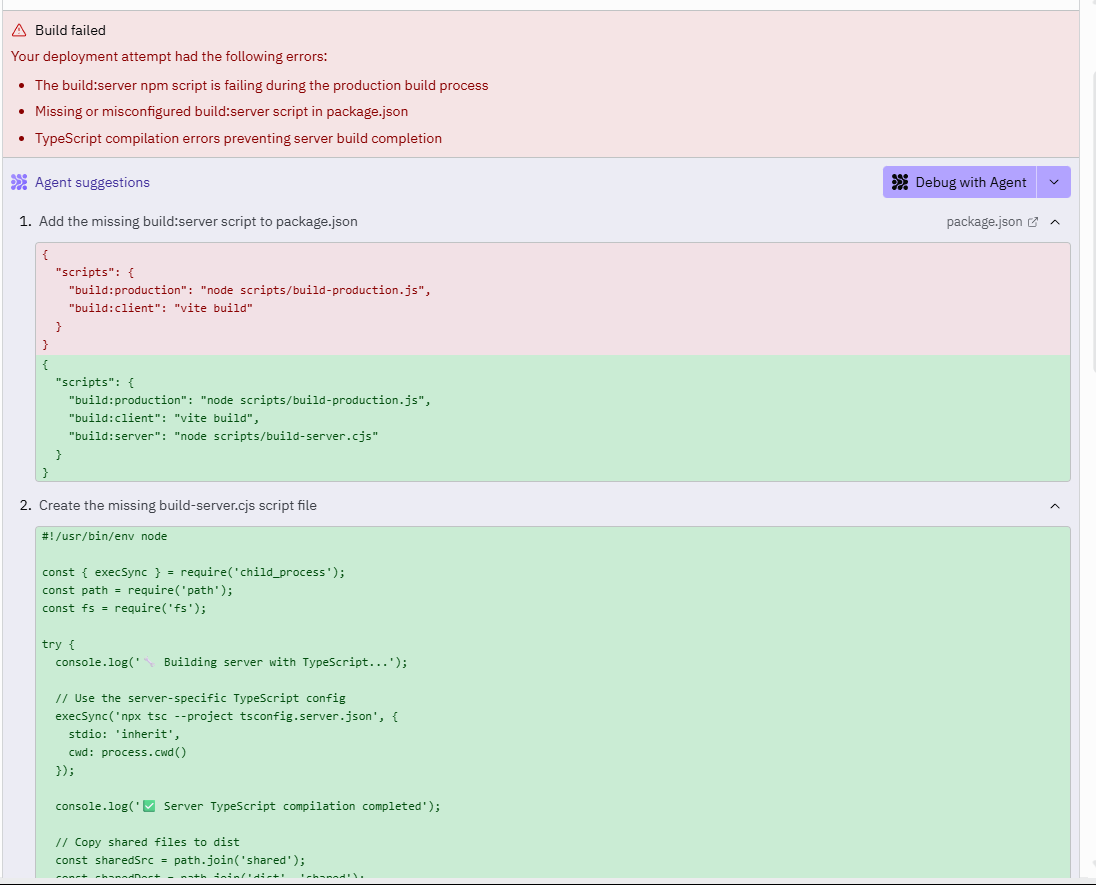 Build failed
Your deployment attempt had the following errors:
• The build:server npm script is failing during the production build process
• Missing or misconfigured build:server script in package.json
• TypeScript compilation errors preventing server build completion
Agent suggestions
Debug with Agent
1. Add the missing build:server script to package.json
package.json
{
  "scripts": {
    "build:production": "node scripts/build-production.js",
    "build:client": "vite build"
  }
}
{
  "scripts": {
    "build:production": "node scripts/build-production.js",
    "build:client": "vite build",
    "build:server": "node scripts/build-server.cjs"
  }
}
2. Create the missing build-server.cjs script file
#!/usr/bin/env node
const { execSync } = require('child_process');
const path = require('path');
const fs = require('fs');
try {
  console.log('🔧 Building server with TypeScript...');
  // Use the server-specific TypeScript config
  execSync('npx tsc --project tsconfig.server.json', {
    stdio: 'inherit',
    cwd: process.cwd()
  });
  console.log('✅ Server TypeScript compilation completed');
  // Copy shared files to dist
  const sharedSrc = path.join('shared');
  const sharedDest = path.join('dist', 'shared');